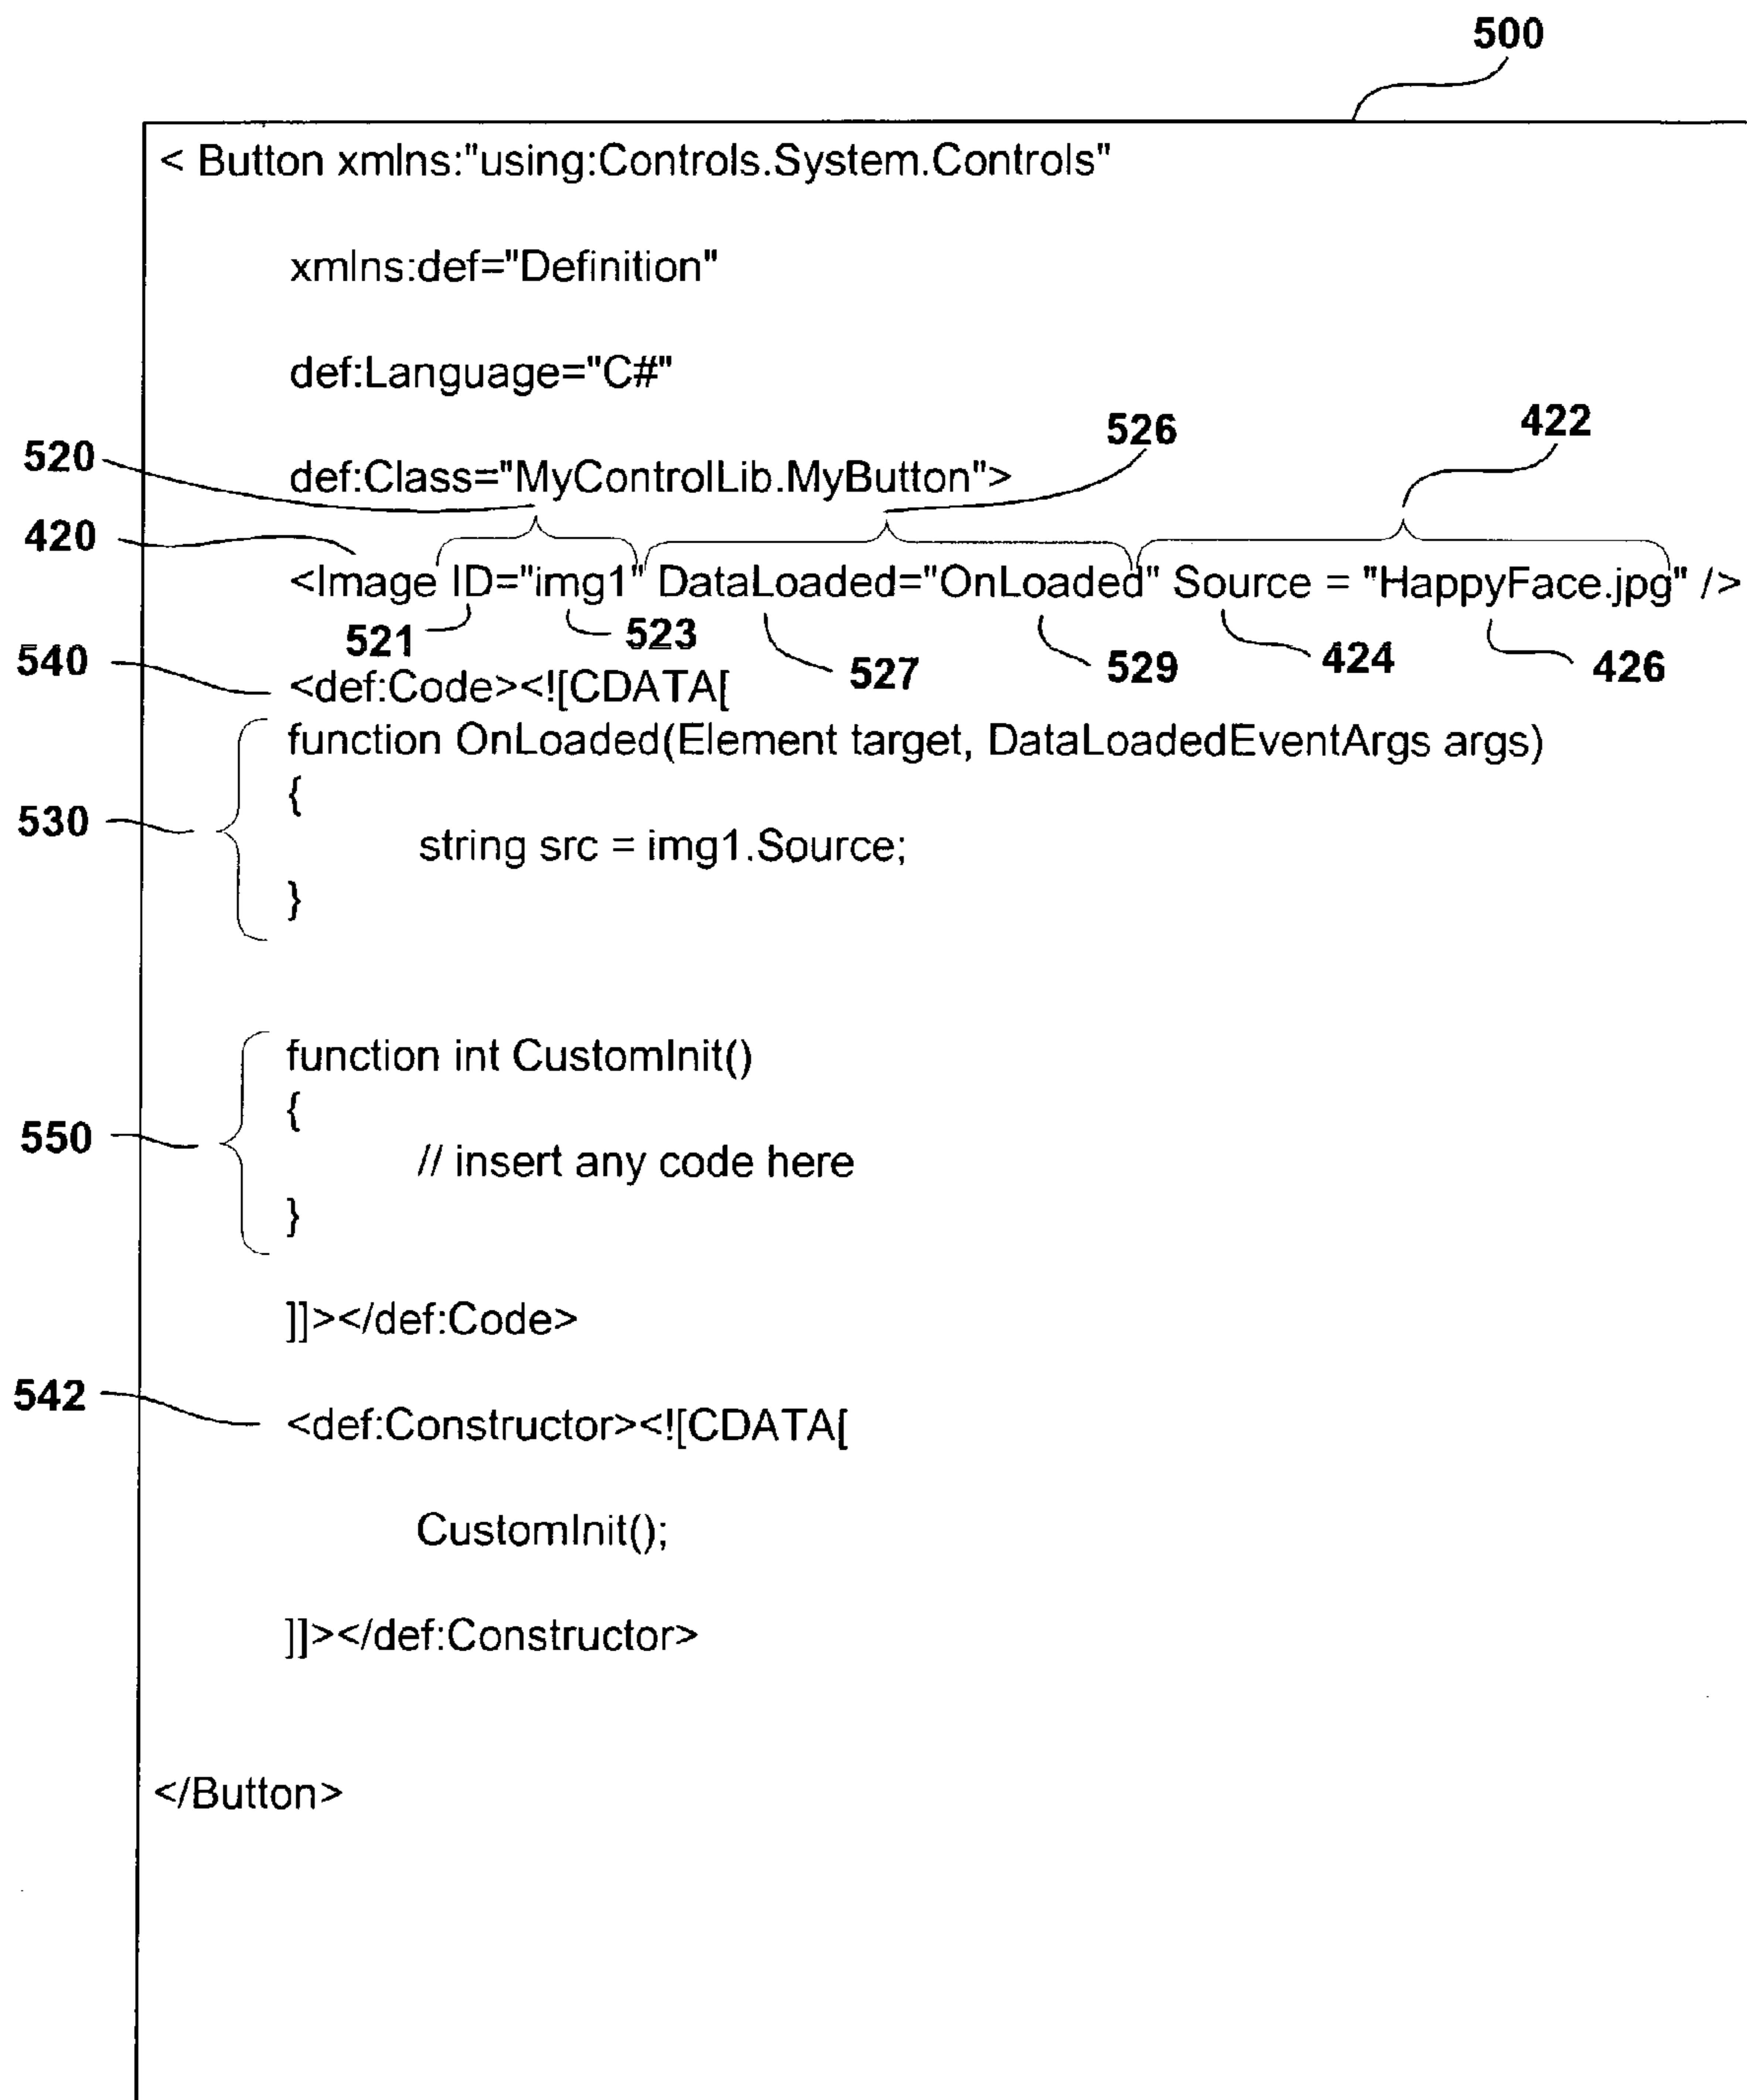 500
< Button xmlns:"using:Controls.System.Controls"
xmlns:def="Definition"
def:Language="C#"
520 526 422
def:Class="MyControlLib.MyButton">
420
<Image ID="img1" DataLoaded="OnLoaded" Source = "HappyFace.jpg" />
521 523 527 529 424 426
540
<def:Code><![CDATA[
function OnLoaded(Element target, DataLoadedEventArgs args)
{
530
string src = img1.Source;
}
function int CustomInit()
{
550
// insert any code here
}
]]></def:Code>
542
<def:Constructor><![CDATA[
CustomInit();
]]></def:Constructor>
</Button>